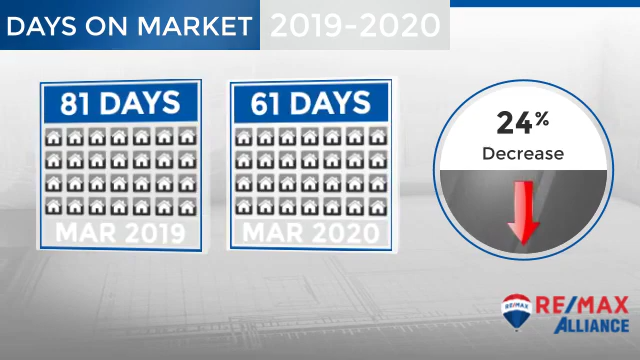 DAYS ON MARKET 2019-2020
81 DAYS
MAR 2019
61 DAYS
MAR 2020
24%
Decrease
RE/MAX
RE/MAX
ALLIANCE